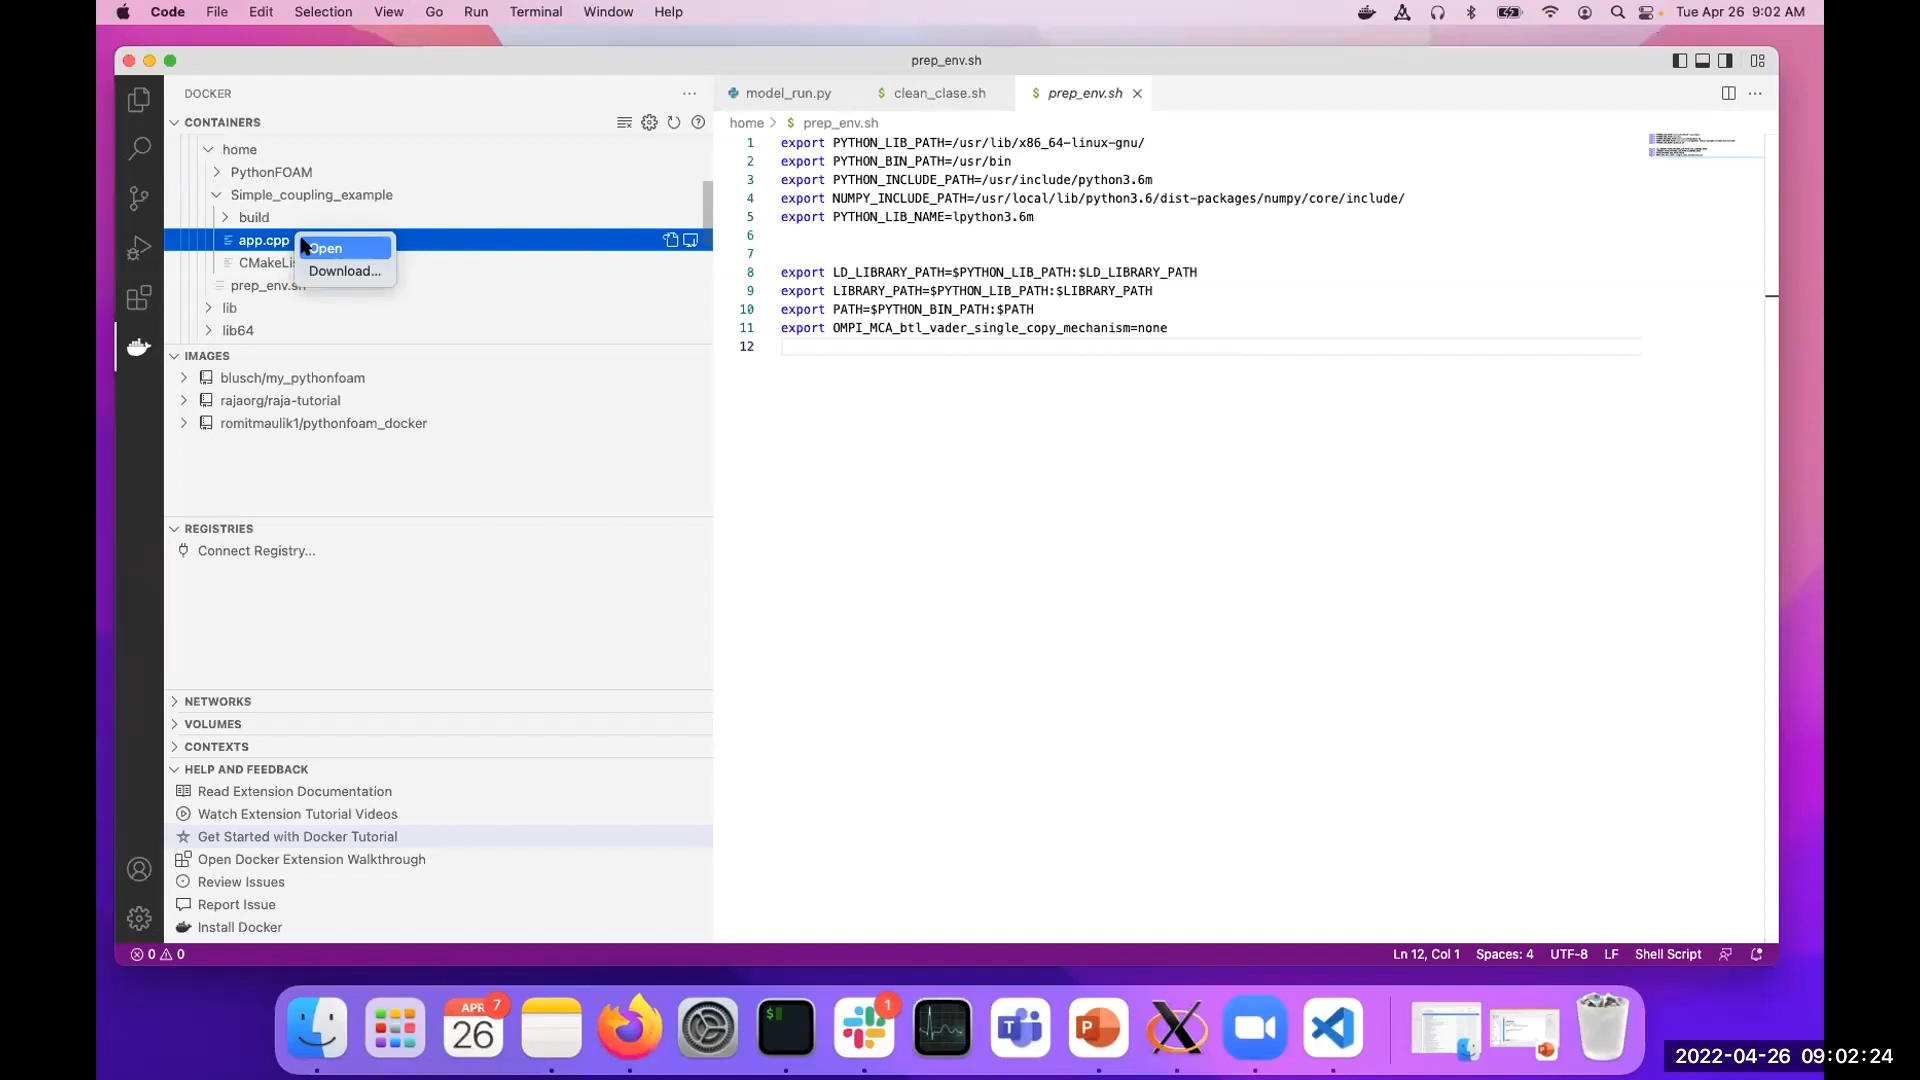 Code File Edit Selection View Go Run Terminal Window Help Tue Apr 26 9:02 AM
prep_env.sh
DOCKER
model_run.py $ clean_clase.sh $ prep_env.sh
CONTAINERS
home > $ prep_env.sh
home
PythonFOAM
Simple_coupling_example
build
app.cpp
CMakeLis
prep_env.sh
lib
lib64
Open
Download...
1 export PYTHON_LIB_PATH=/usr/lib/x86_64-linux-gnu/
2 export PYTHON_BIN_PATH=/usr/bin
3 export PYTHON_INCLUDE_PATH=/usr/include/python3.6m
4 export NUMPY_INCLUDE_PATH=/usr/local/lib/python3.6/dist-packages/numpy/core/include/
5 export PYTHON_LIB_NAME=lpython3.6m
6
7
8 export LD_LIBRARY_PATH=$PYTHON_LIB_PATH:$LD_LIBRARY_PATH
9 export LIBRARY_PATH=$PYTHON_LIB_PATH:$LIBRARY_PATH
10 export PATH=$PYTHON_BIN_PATH:$PATH
11 export OMPI_MCA_btl_vader_single_copy_mechanism=none
12
IMAGES
blusch/my_pythonfoam
rajaorg/raja-tutorial
romitmaulik1/pythonfoam_docker
REGISTRIES
Connect Registry...
NETWORKS
VOLUMES
CONTEXTS
HELP AND FEEDBACK
Read Extension Documentation
Watch Extension Tutorial Videos
Get Started with Docker Tutorial
Open Docker Extension Walkthrough
Review Issues
Report Issue
Install Docker
0 0 Ln 12, Col 1 Spaces: 4 UTF-8 LF Shell Script
APR 7
26
$
1
2022-04-26 09:02:24